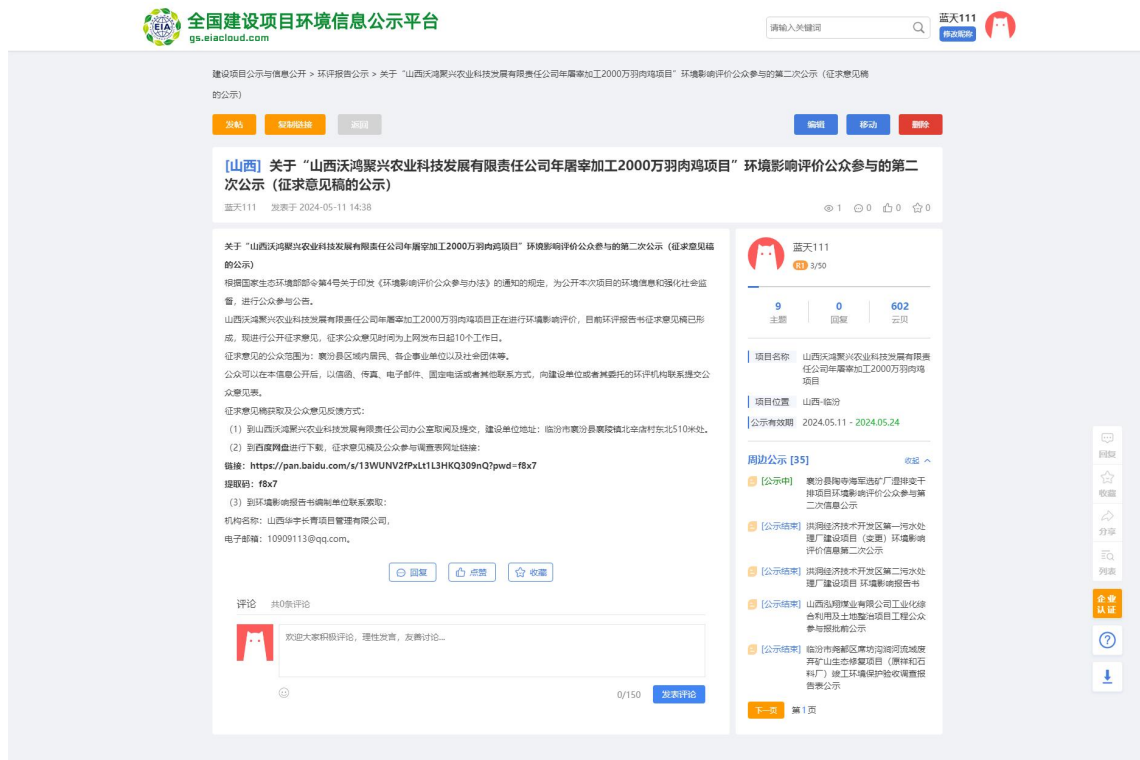 全国建设项目环境信息公示平台
gs.eiacloud.com
EIA
请输入关键词
蓝天111
修改昵称
建设项目公示与信息公开 > 环评报告公示 > 关于“山西沃鸿聚兴农业科技发展有限责任公司年屠宰加工2000万羽肉鸡项目”环境影响评价公众参与的第二次公示（征求意见稿
的公示）
发帖 复制链接 返回 编辑 移动 删除
[山西] 关于“山西沃鸿聚兴农业科技发展有限责任公司年屠宰加工2000万羽肉鸡项目”环境影响评价公众参与的第二
次公示（征求意见稿的公示）
蓝天111 发表于 2024-05-11 14:38
1 0 0 0
关于“山西沃鸿聚兴农业科技发展有限责任公司年屠宰加工2000万羽肉鸡项目”环境影响评价公众参与的第二次公示（征求意见稿
的公示）
根据国家生态环境部部令第4号关于印发《环境影响评价公众参与办法》的通知的规定，为公开本次项目的环境信息和强化社会监
督，进行公众参与公告。
山西沃鸿聚兴农业科技发展有限责任公司年屠宰加工2000万羽肉鸡项目正在进行环境影响评价，目前环评报告书征求意见稿已形
成，现进行公开征求意见，征求公众意见时间为上网发布日起10个工作日。
征求意见的公众范围为：襄汾县区域内居民、各企事业单位以及社会团体等。
公众可以在本信息公开后，以信函、传真、电子邮件、固定电话或者其他联系方式，向建设单位或者其委托的环评机构联系提交公
众意见表。
征求意见稿获取及公众意见反馈方式：
（1）到山西沃鸿聚兴农业科技发展有限责任公司办公室取阅及提交，建设单位地址：临汾市襄汾县襄陵镇北辛店村东北510米处。
（2）到百度网盘进行下载，征求意见稿及公众参与调查表网址链接：
链接：https://pan.baidu.com/s/13WUNV2fPxLt1L3HKQ309nQ?pwd=f8x7
提取码：f8x7
（3）到环境影响报告书编制单位联系索取：
机构名称：山西华宇长青项目管理有限公司，
电子邮箱：10909113@qq.com。
回复 点赞 收藏
评论 共0条评论
欢迎大家积极评论，理性发言，友善讨论...
0/150 发表评论
蓝天111
R1 3/50
9 0 602
主题 回复 云贝
项目名称 山西沃鸿聚兴农业科技发展有限责
任公司年屠宰加工2000万羽肉鸡
项目
项目位置 山西-临汾
公示有效期 2024.05.11 - 2024.05.24
周边公示 [35] 收起
[公示中] 襄汾县陶寺海军选矿厂湿排变干
排项目环境影响评价公众参与第
二次信息公示
[公示结束] 洪洞经济技术开发区第一污水处
理厂建设项目（变更）环境影响
评价信息第二次公示
[公示结束] 洪洞经济技术开发区第二污水处
理厂建设项目 环境影响报告书
[公示结束] 山西泓翔煤业有限公司工业化综
合利用及土地整治项目工程公众
参与报批前公示
[公示结束] 临汾市尧都区席坊沟涧河流域废
弃矿山生态修复项目（原祥和石
料厂）竣工环境保护验收调查报
告表公示
下一页 第1页
回复
收藏
分享
列表
企业
认证